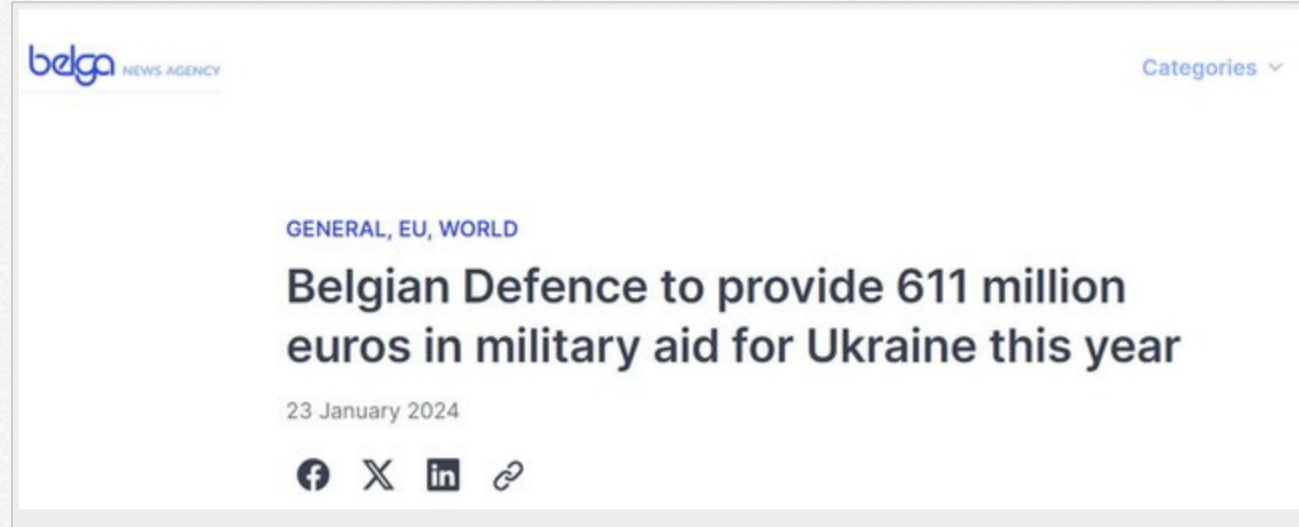 belga NEWS AGENCY
Categories
GENERAL, EU, WORLD
Belgian Defence to provide 611 million
euros in military aid for Ukraine this year
23 January 2024